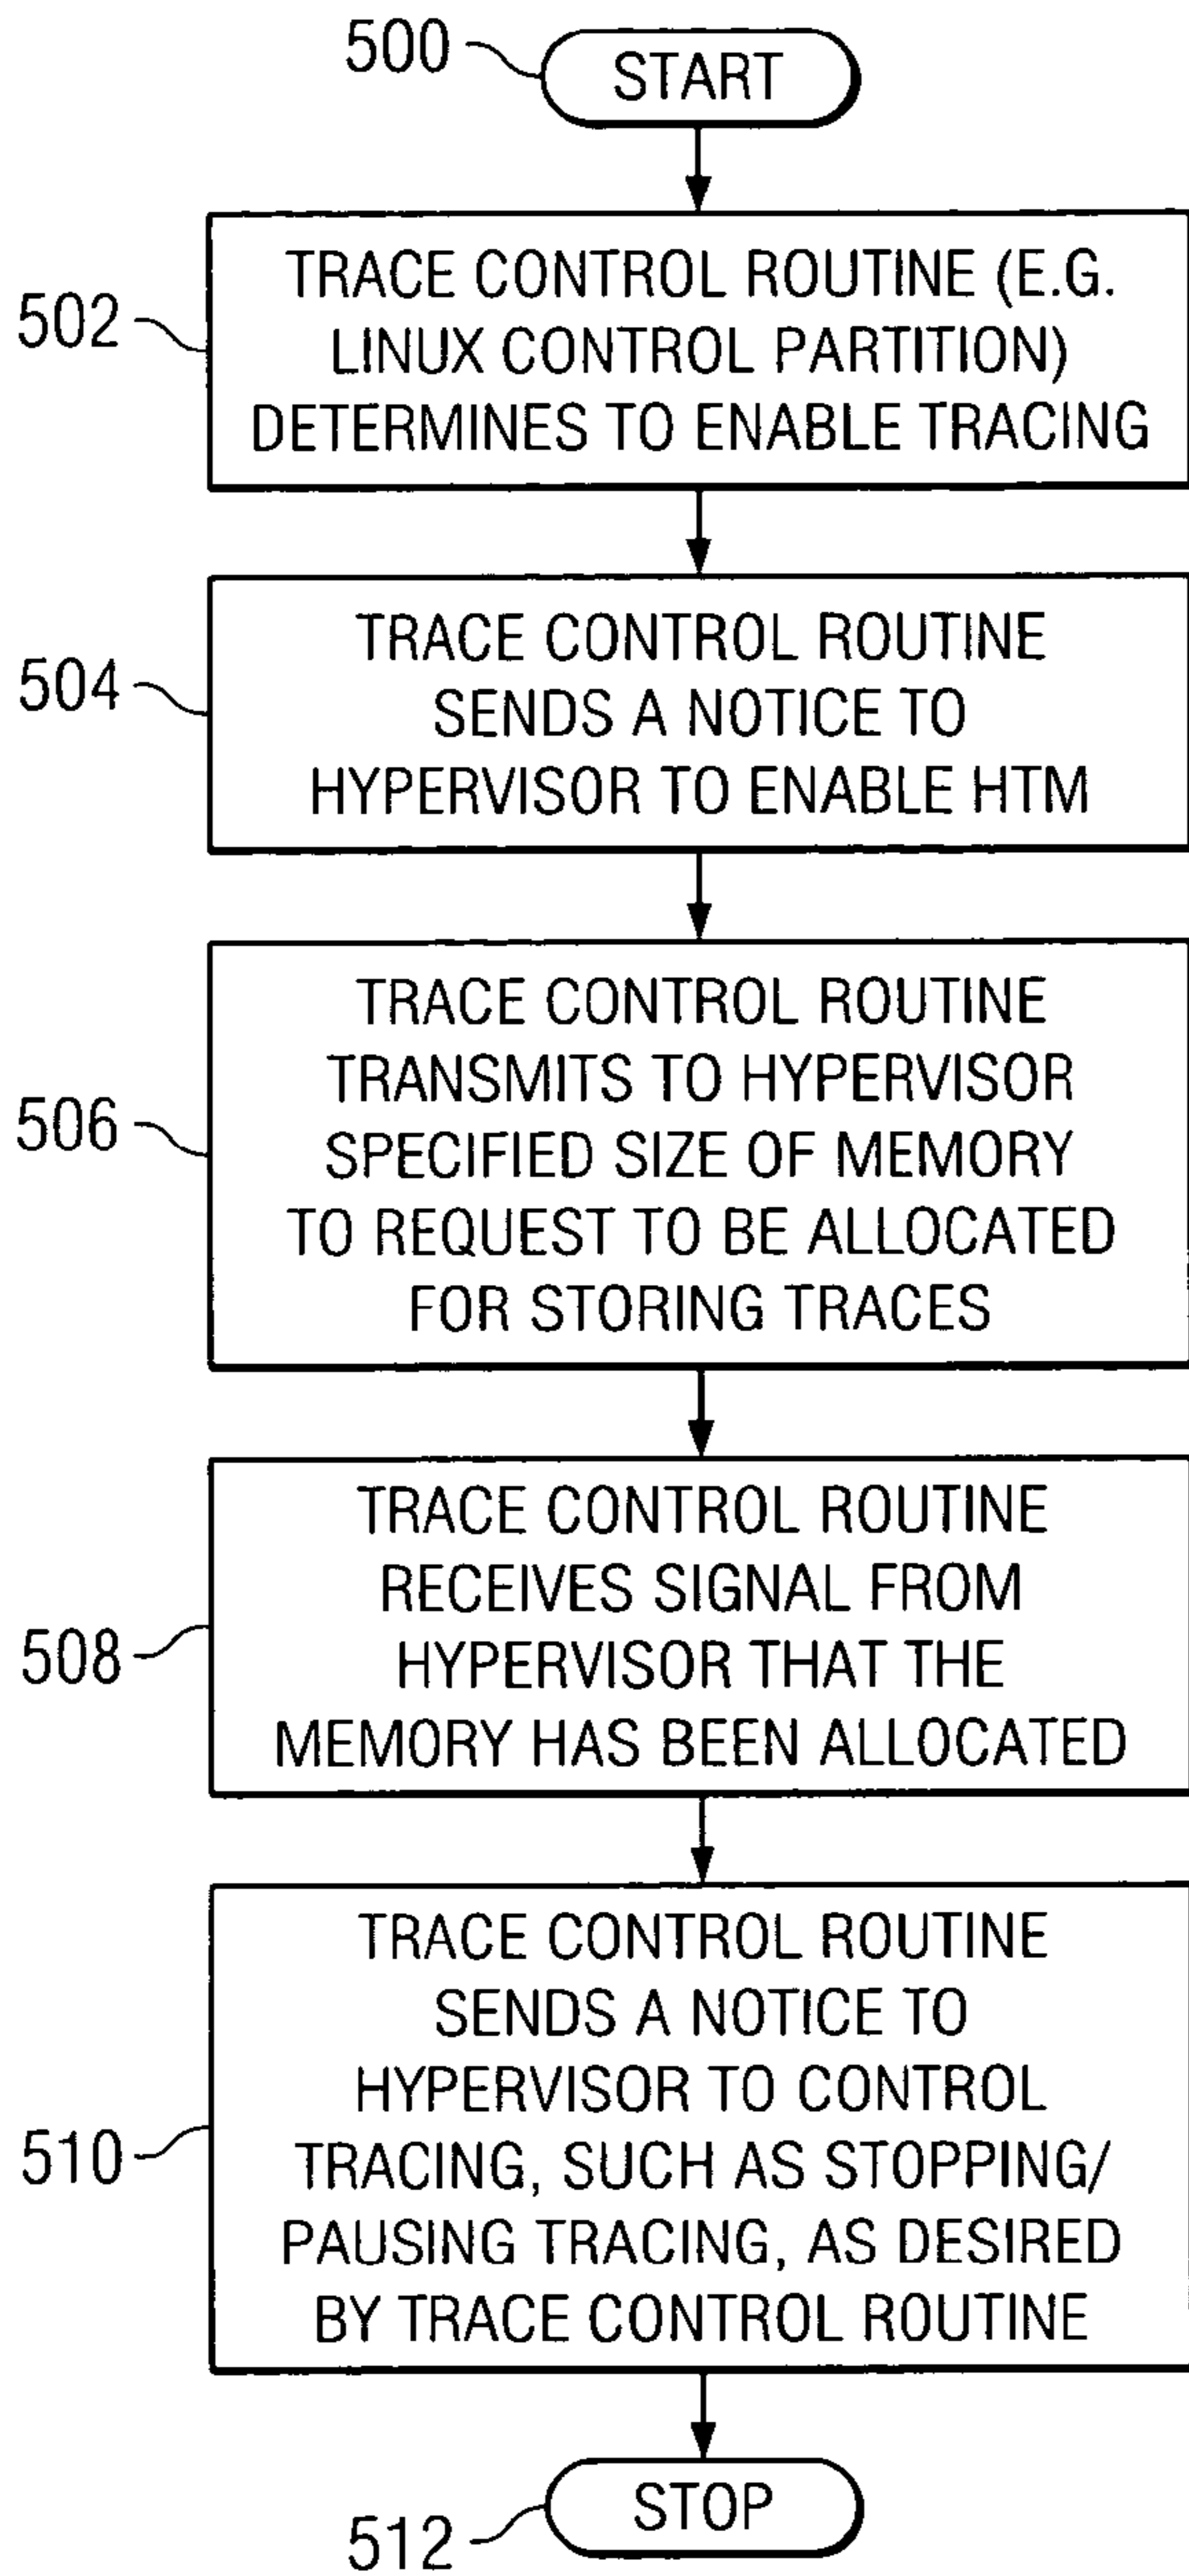 500
START
502
TRACE CONTROL ROUTINE (E.G.
LINUX CONTROL PARTITION)
DETERMINES TO ENABLE TRACING
504
TRACE CONTROL ROUTINE
SENDS A NOTICE TO
HYPERVISOR TO ENABLE HTM
506
TRACE CONTROL ROUTINE
TRANSMITS TO HYPERVISOR
SPECIFIED SIZE OF MEMORY
TO REQUEST TO BE ALLOCATED
FOR STORING TRACES
508
TRACE CONTROL ROUTINE
RECEIVES SIGNAL FROM
HYPERVISOR THAT THE
MEMORY HAS BEEN ALLOCATED
510
TRACE CONTROL ROUTINE
SENDS A NOTICE TO
HYPERVISOR TO CONTROL
TRACING, SUCH AS STOPPING/
PAUSING TRACING, AS DESIRED
BY TRACE CONTROL ROUTINE
512
STOP